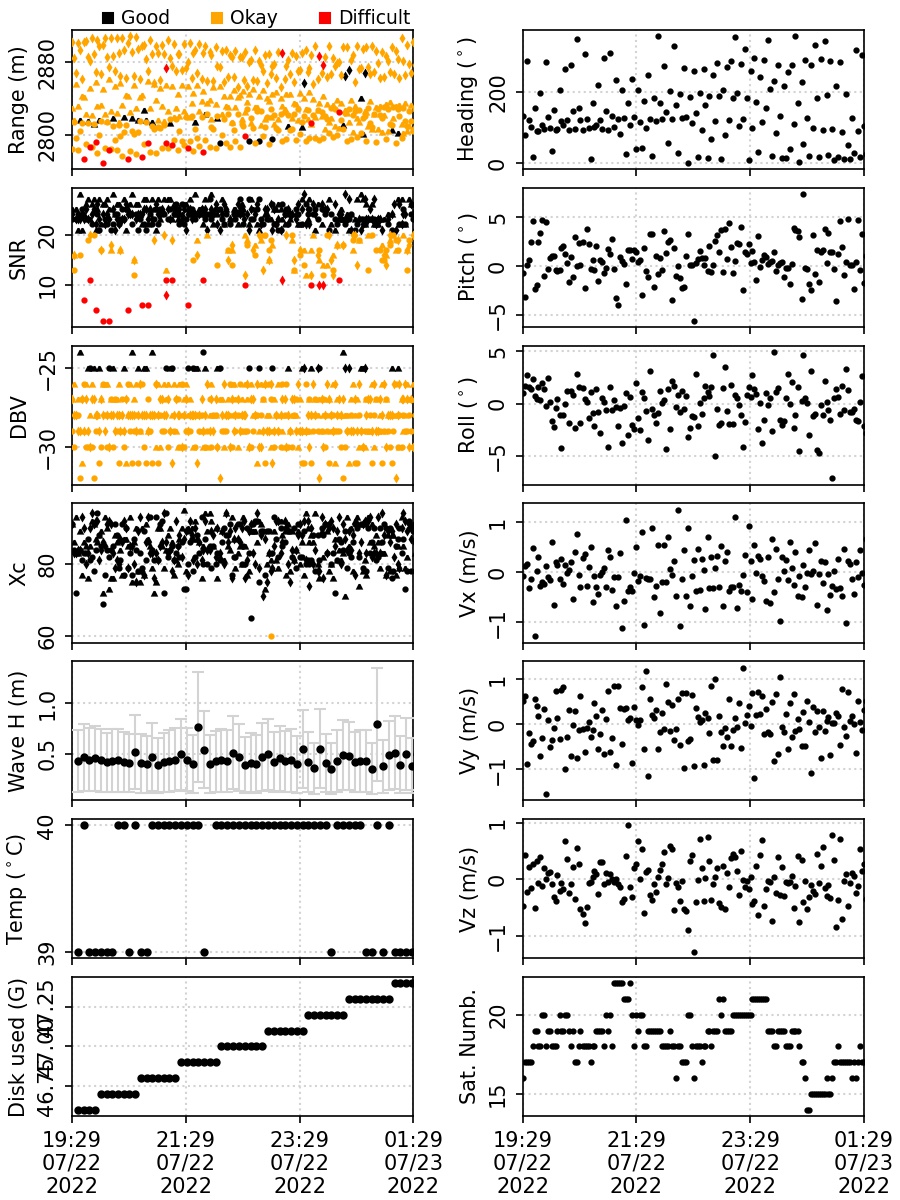 Good Okay Difficult
Range (m)
2880
2800
Heading (°)
200
0
SNR
20
10
Pitch (°)
5
0
−5
DBV
−25
−30
Roll (°)
5
0
−5
Xc
80
60
Vx (m/s)
1
0
−1
Wave H (m)
1.0
0.5
Vy (m/s)
1
0
−1
Temp (°C)
40
39
Vz (m/s)
1
0
−1
Disk used (G)
47.25
47.0
46.75
Sat. Numb.
20
15
19:29 21:29 23:29 01:29
07/22 07/22 07/22 07/23
2022 2022 2022 2022
19:29 21:29 23:29 01:29
07/22 07/22 07/22 07/23
2022 2022 2022 2022